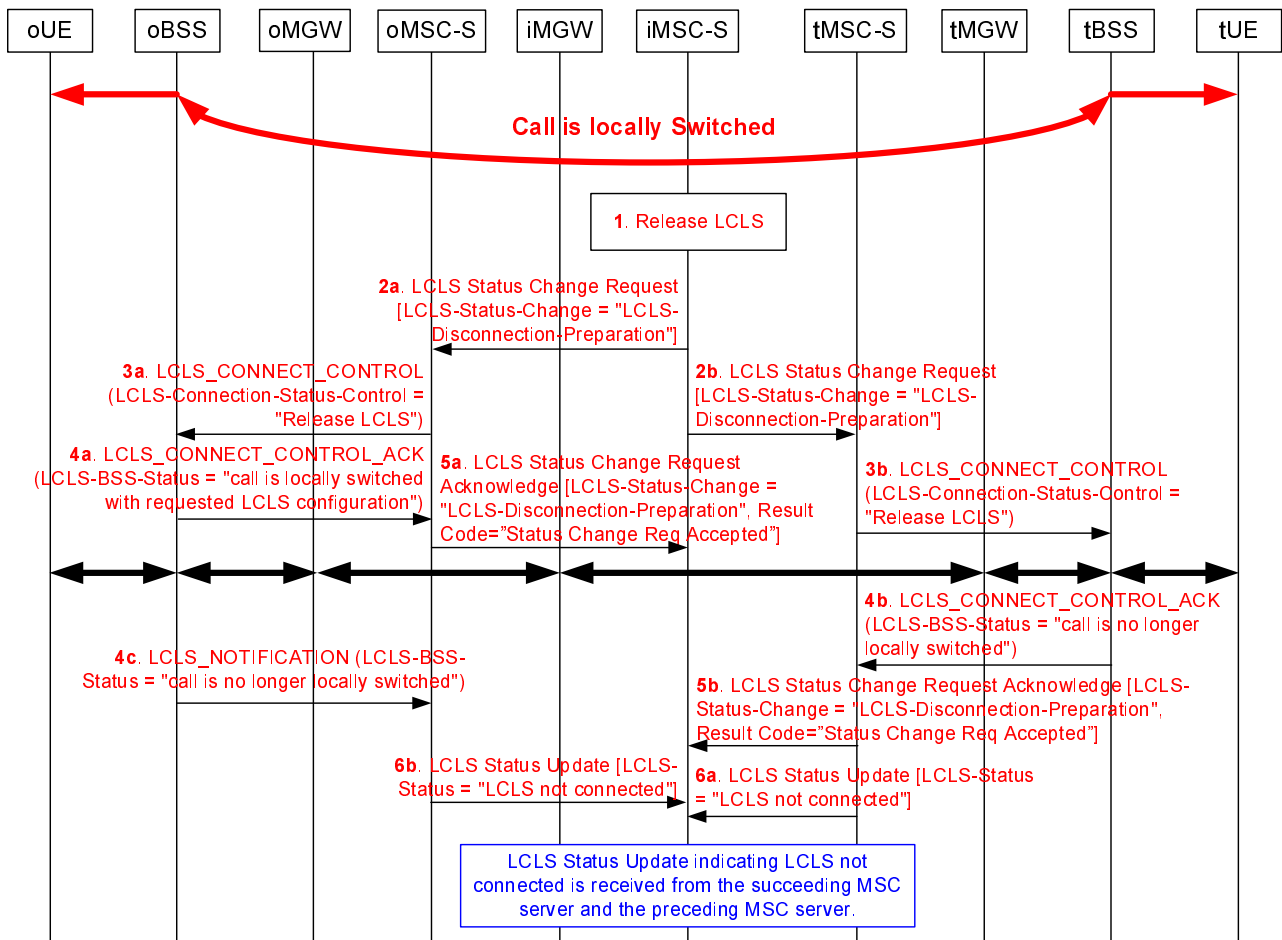 oUE
oBSS
oMGW
oMSC-S
iMGW
iMSC-S
tMSC-S
tMGW
tBSS
tUE
Call is locally Switched
1. Release LCLS
2a. LCLS Status Change Request
[LCLS-Status-Change = "LCLS-
Disconnection-Preparation"]
3a. LCLS_CONNECT_CONTROL
(LCLS-Connection-Status-Control =
"Release LCLS")
2b. LCLS Status Change Request
[LCLS-Status-Change = "LCLS-
Disconnection-Preparation"]
4a. LCLS_CONNECT_CONTROL_ACK
(LCLS-BSS-Status = "call is locally switched
with requested LCLS configuration")
5a. LCLS Status Change Request
Acknowledge [LCLS-Status-Change =
"LCLS-Disconnection-Preparation", Result
Code=”Status Change Req Accepted”]
3b. LCLS_CONNECT_CONTROL
(LCLS-Connection-Status-Control =
"Release LCLS")
4b. LCLS_CONNECT_CONTROL_ACK
(LCLS-BSS-Status = "call is no longer
locally switched")
4c. LCLS_NOTIFICATION (LCLS-BSS-
Status = "call is no longer locally switched")
5b. LCLS Status Change Request Acknowledge [LCLS-
Status-Change = "LCLS-Disconnection-Preparation",
Result Code=”Status Change Req Accepted”]
6b. LCLS Status Update [LCLS-
Status = "LCLS not connected"]
6a. LCLS Status Update [LCLS-Status
= "LCLS not connected"]
LCLS Status Update indicating LCLS not
connected is received from the succeeding MSC
server and the preceding MSC server.